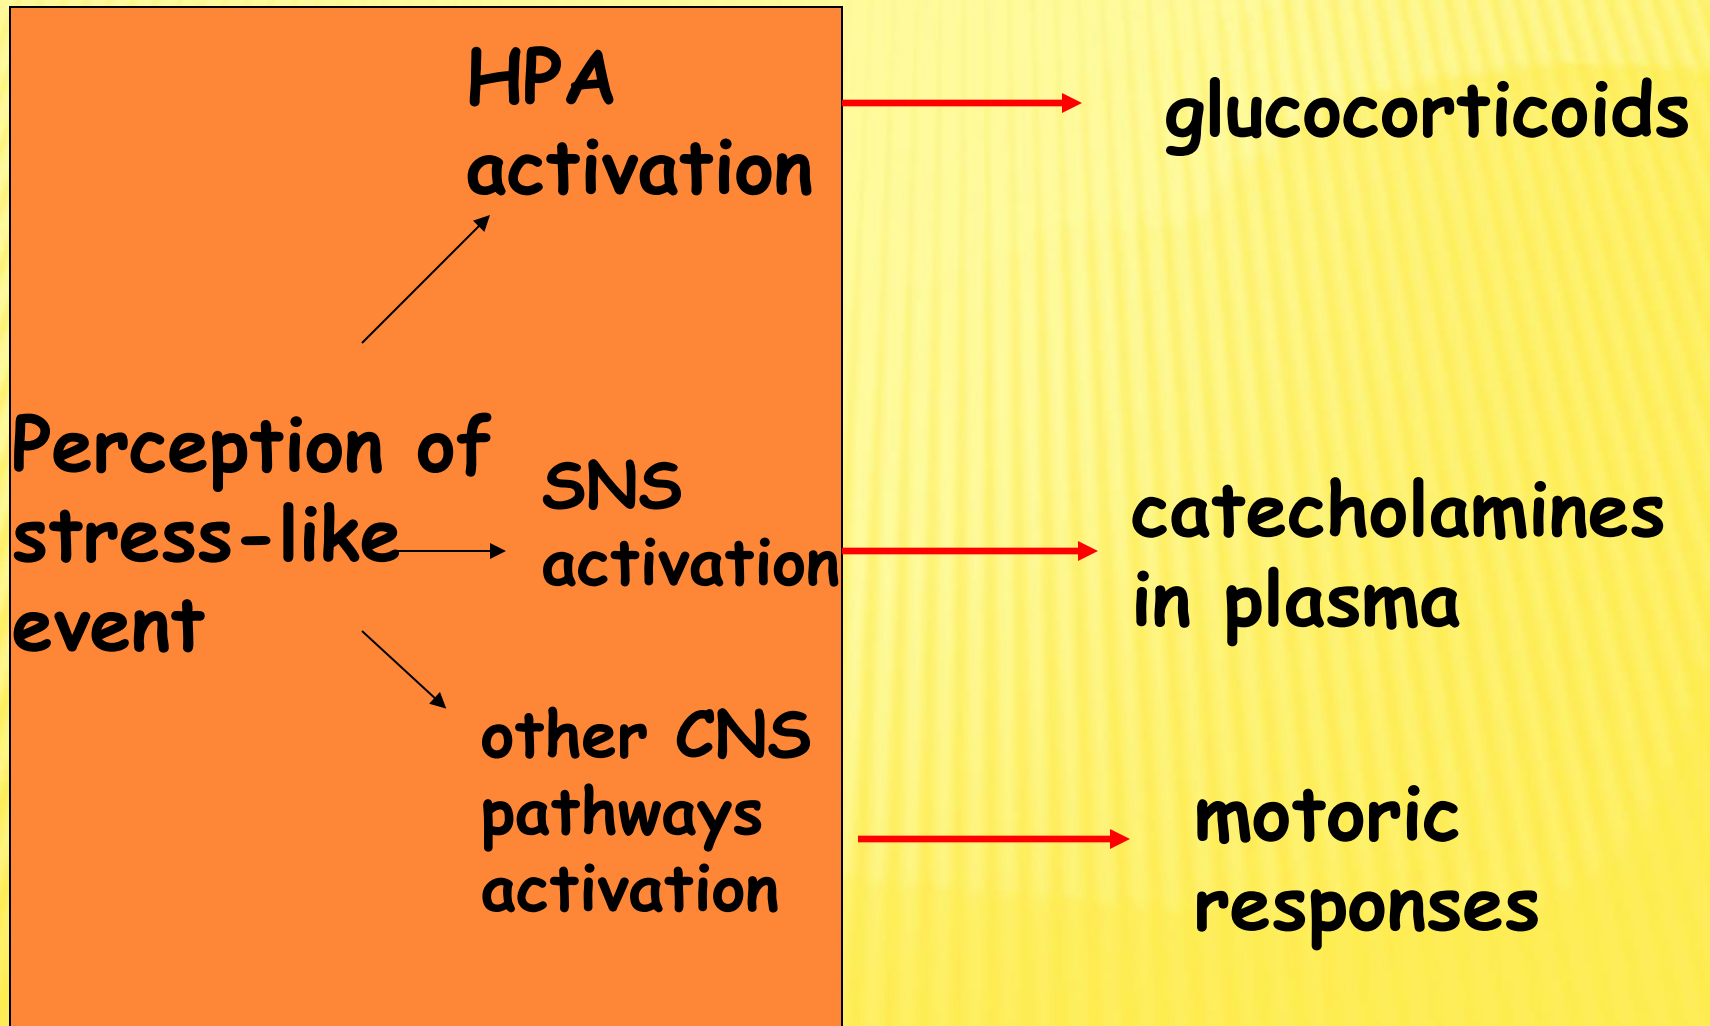 HPA
activation
glucocorticoids
Perception of
stress-like
event
SNS
activation
catecholamines
in plasma
other CNS
pathways
activation
motoric
responses